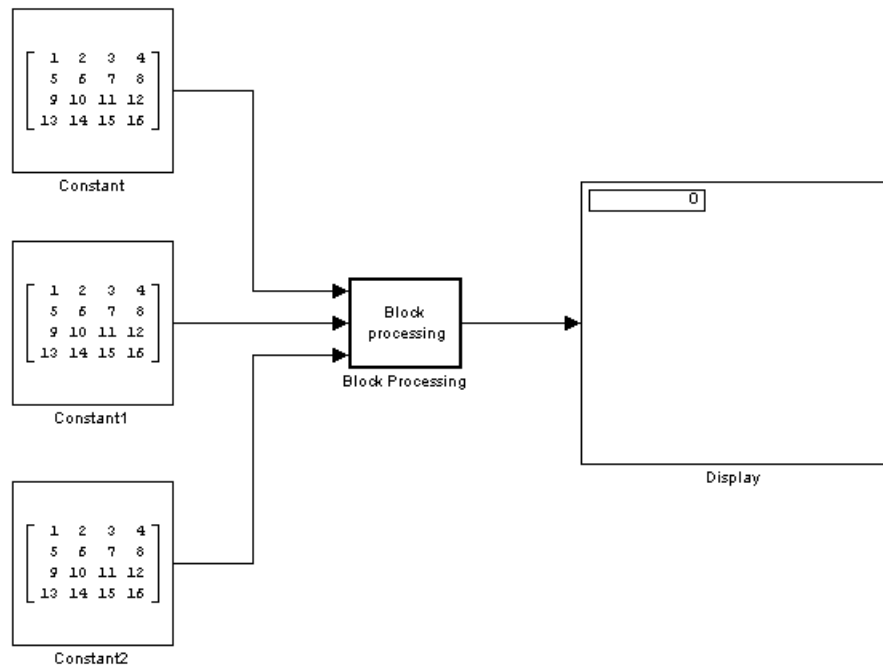 1 2 3 4
5 6 7 8
9 10 11 12
13 14 15 16
Constant
1 2 3 4
5 6 7 8
9 10 11 12
13 14 15 16
Constant1
1 2 3 4
5 6 7 8
9 10 11 12
13 14 15 16
Constant2
Block
processing
Block Processing
0
Display